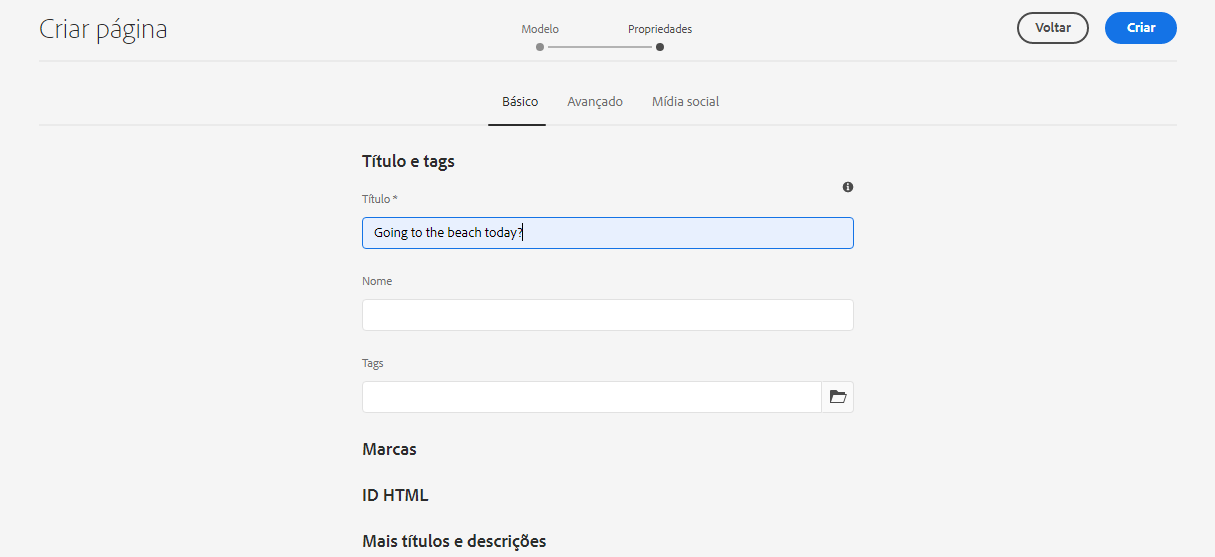 Criar página
Modelo
Propriedades
Voltar
Criar
Básico
Avançado
Mídia social
Título e tags
Título *
Going to the beach today?
Nome
Tags
Marcas
ID HTML
Mais títulos e descrições